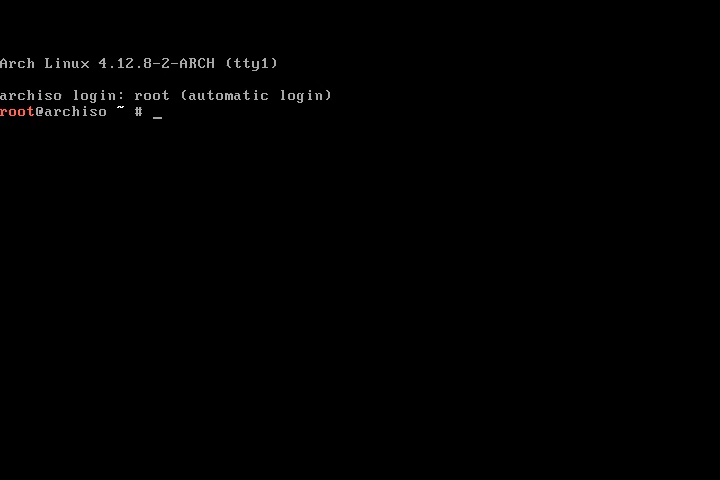 Arch Linux 4.12.8-2-ARCH (tty1)
archiso login: root (automatic login)
root@archiso ~ # _